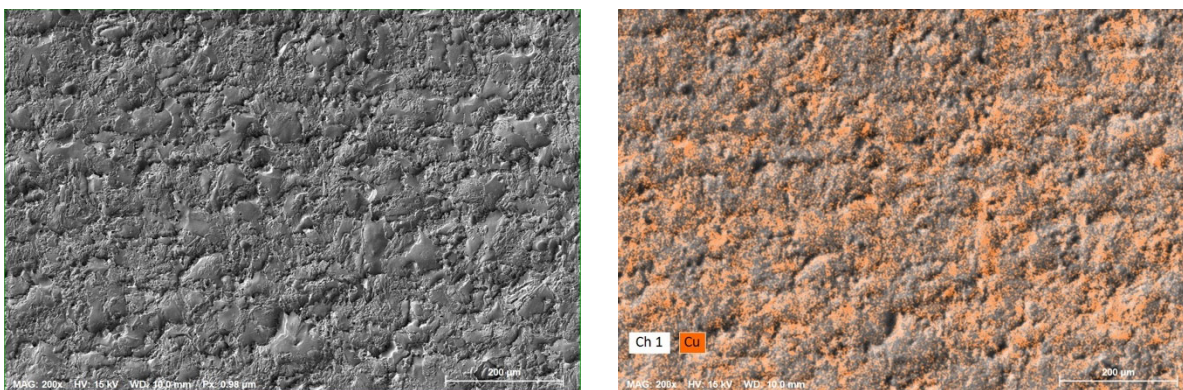 MAG: 200x HV: 15 kV WD: 10.0 mm Px: 0.98 µm
200 µm
Ch 1
Cu
MAG: 200x HV: 15 kV WD: 10.0 mm
200 µm